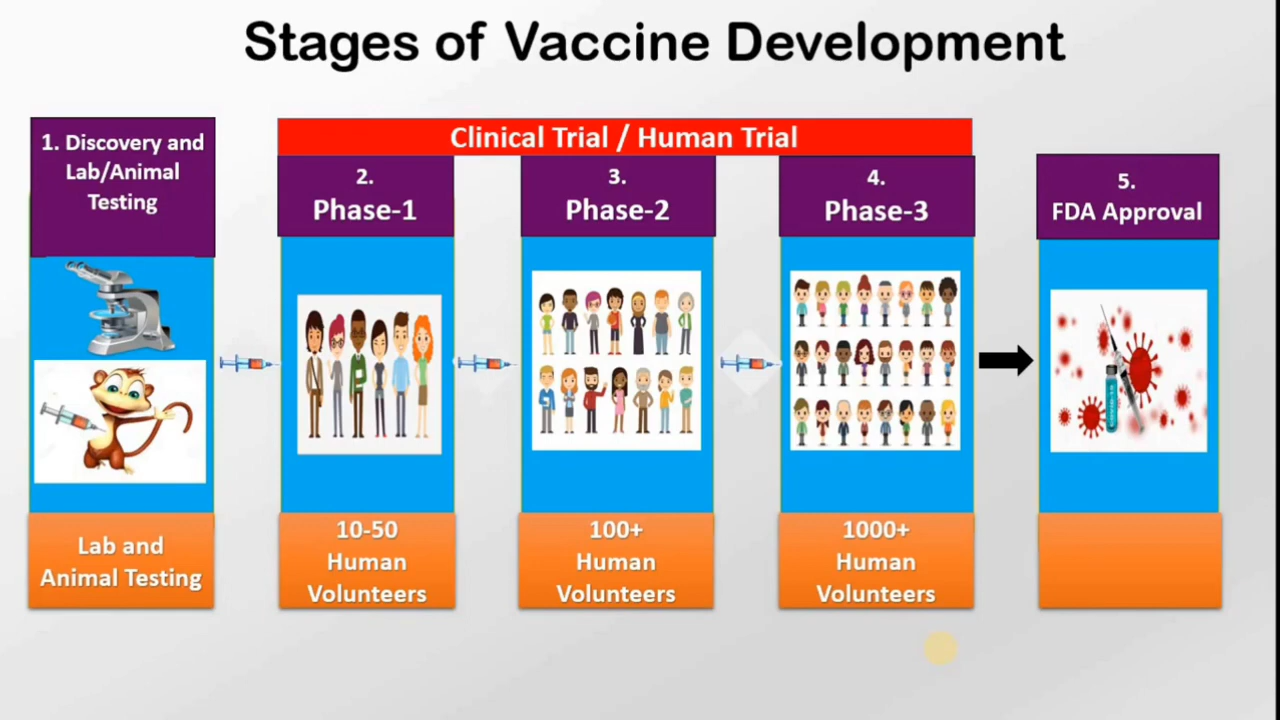 Stages of Vaccine Development
1. Discovery and
Lab/Animal
Testing
Clinical Trial / Human Trial
2.
Phase-1
3.
Phase-2
4.
Phase-3
5.
FDA Approval
Lab and
Animal Testing
10-50
Human
Volunteers
100+
Human
Volunteers
1000+
Human
Volunteers